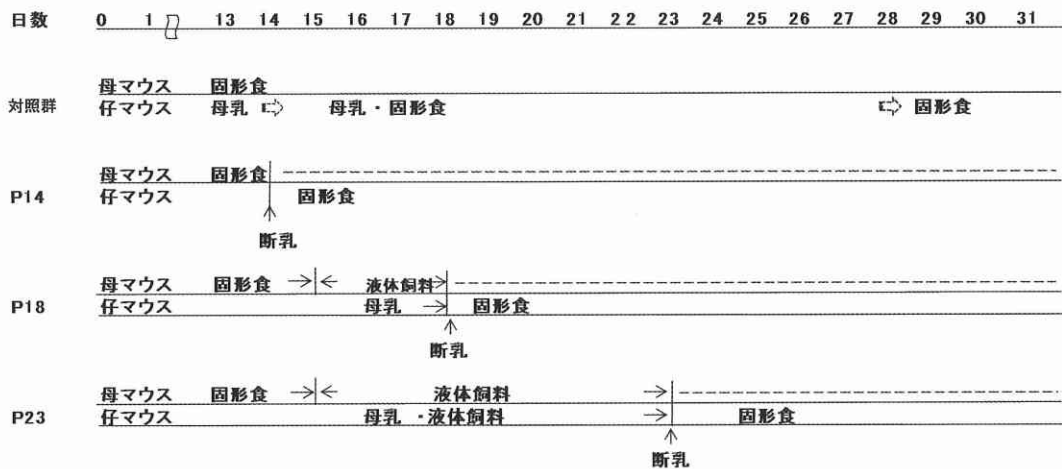 日数 0 1 13 14 15 16 17 18 19 20 21 22 23 24 25 26 27 28 29 30 31
母マウス 固形食
対照群 仔マウス 母乳 ⇨ 母乳・固形食 ⇨ 固形食
母マウス 固形食
P14 仔マウス 固形食
断乳
母マウス 固形食 液体飼料
P18 仔マウス 母乳 固形食
断乳
母マウス 固形食 液体飼料
P23 仔マウス 母乳・液体飼料 固形食
断乳